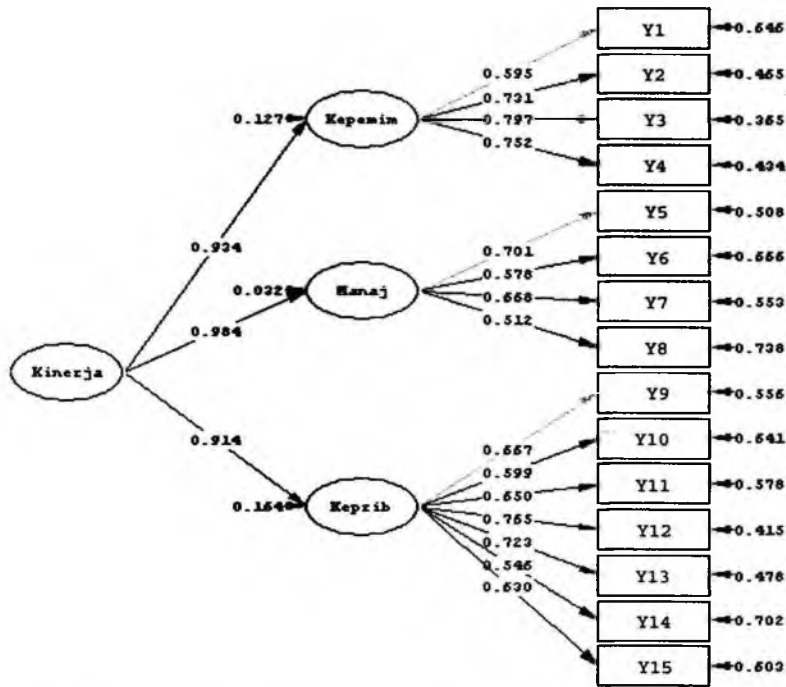 Y1 0.646
0.595
Y2 0.466
0.731
0.127 Kepemim 0.797 Y3 0.365
0.752
Y4 0.434
Y5 0.508
0.934
0.701
Y6 0.666
0.578
0.032 Manaj
0.668 Y7 0.553
0.512
0.984
Y8 0.738
Kinerja
Y9 0.556
0.914
Y10 0.641
0.667
0.599
0.650 Y11 0.578
0.164 Keprib
0.765 Y12 0.415
0.723
0.546 Y13 0.478
0.630
Y14 0.702
Y15 0.603